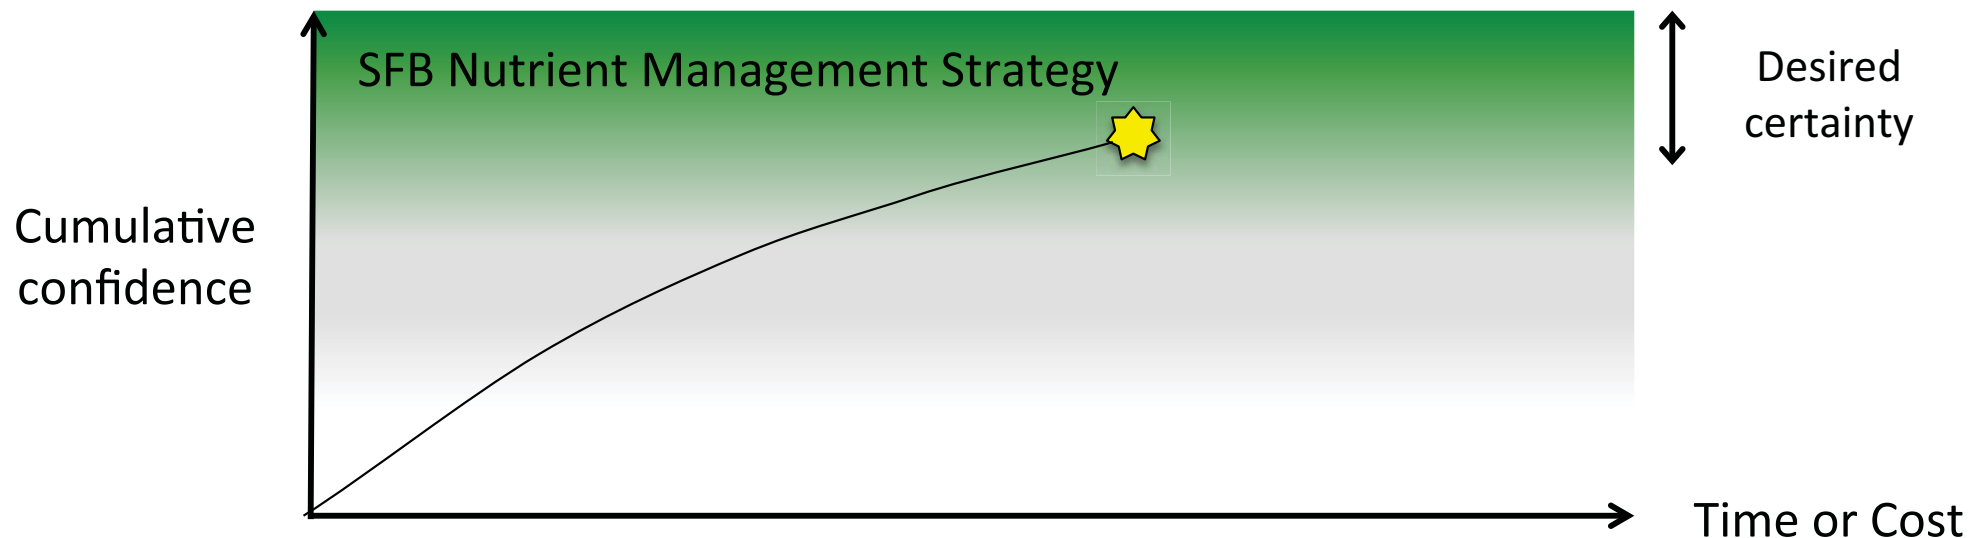 SFB Nutrient Management Strategy
Desired
certainty
Cumulative
confidence
Time or Cost